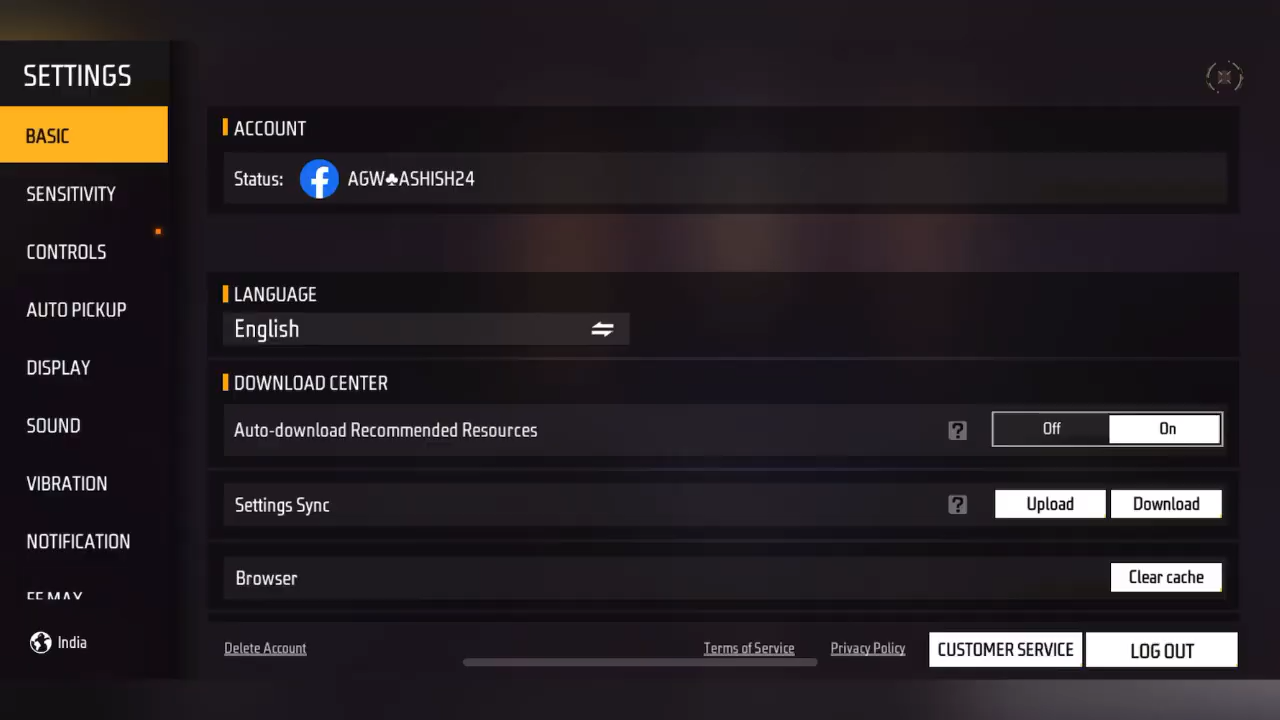 SETTINGS
BASIC
SENSITIVITY
CONTROLS
AUTO PICKUP
DISPLAY
SOUND
VIBRATION
NOTIFICATION
FF MAX
India
ACCOUNT
Status: AGW♣ASHISH24
LANGUAGE
English
DOWNLOAD CENTER
Auto-download Recommended Resources ? Off On
Settings Sync ? Upload Download
Browser Clear cache
Delete Account Terms of Service Privacy Policy CUSTOMER SERVICE LOG OUT